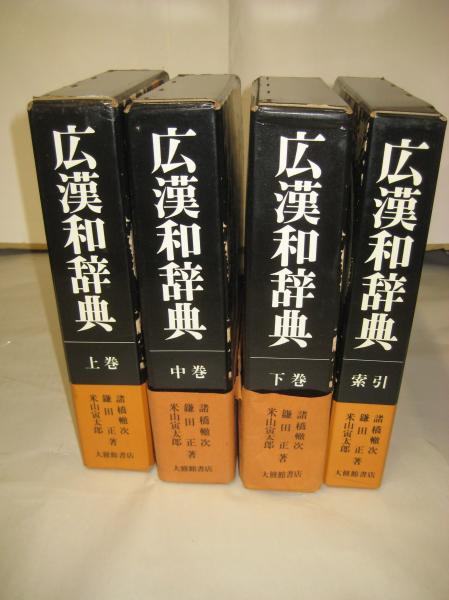 広漢和辞典
上巻
諸橋轍次
鎌田正著
米山寅太郎
大修館書店
広漢和辞典
中巻
諸橋轍次
鎌田正著
米山寅太郎
大修館書店
広漢和辞典
下巻
諸橋轍次
鎌田正著
米山寅太郎
大修館書店
広漢和辞典
索引
諸橋轍次
鎌田正著
米山寅太郎
大修館書店